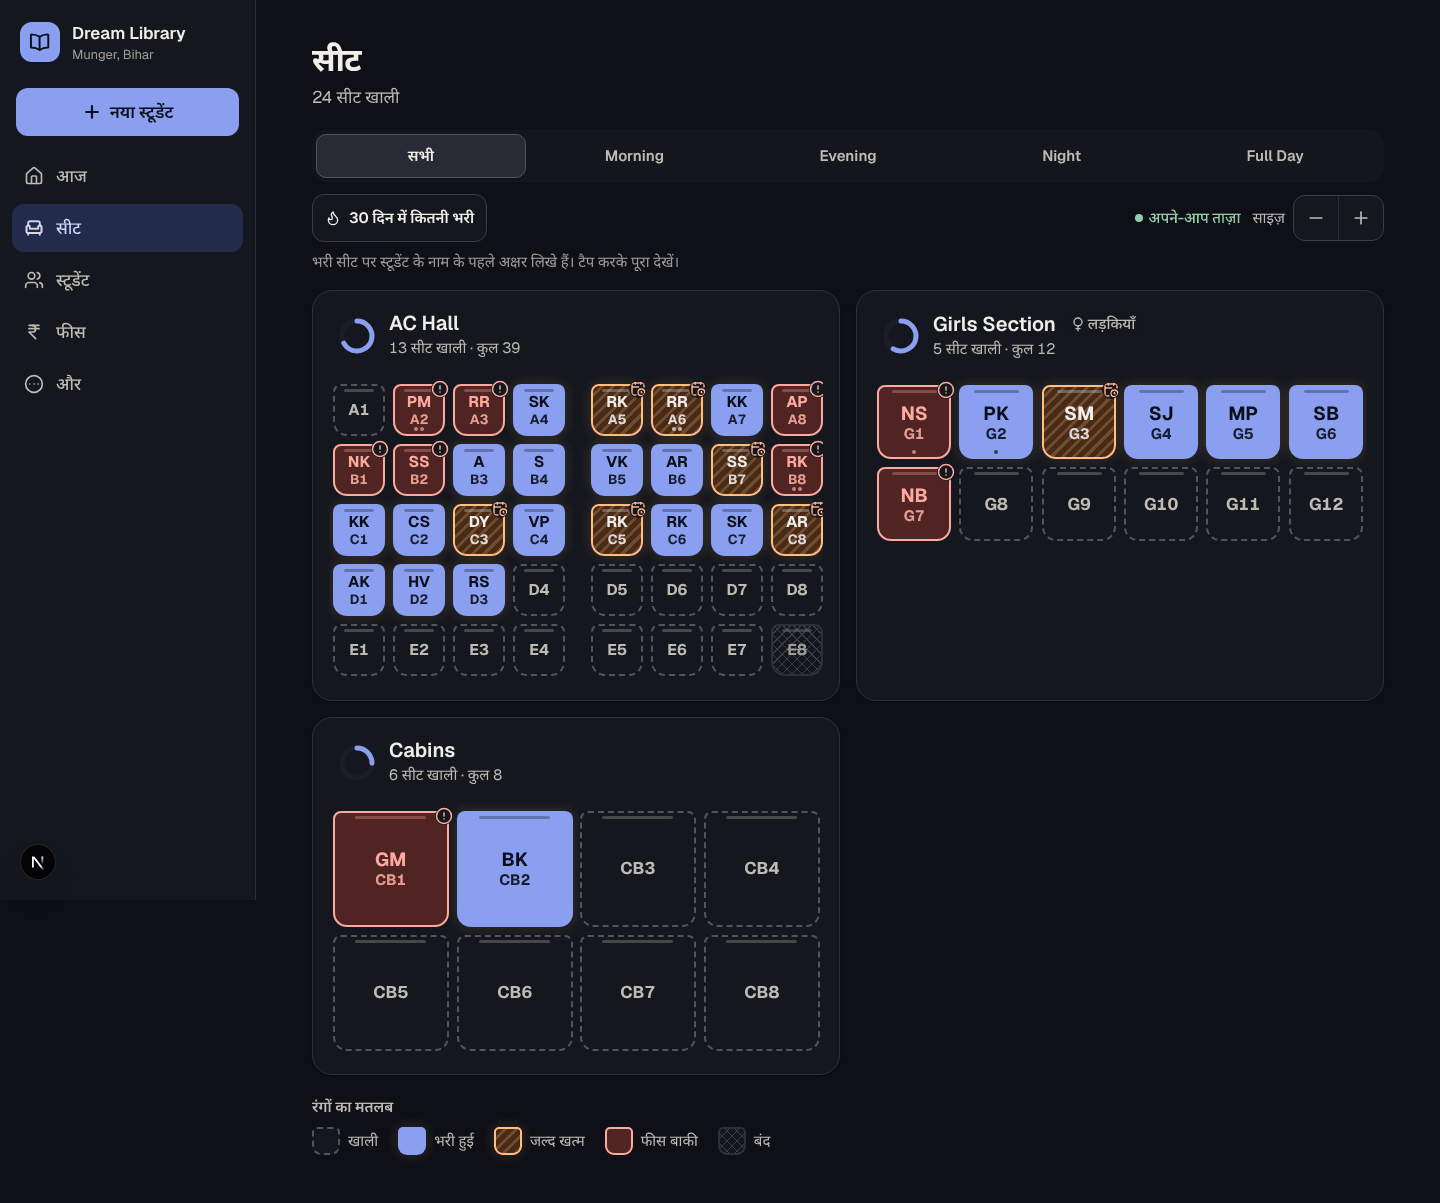 Dream Library
Munger, Bihar
+ नया स्टूडेंट
आज
सीट
स्टूडेंट
फीस
और
सीट
24 सीट खाली
सभी Morning Evening Night Full Day
30 दिन में कितनी भरी
अपने-आप ताज़ा साइज़ − +
भरी सीट पर स्टूडेंट के नाम के पहले अक्षर लिखे हैं। टैप करके पूरा देखें।
AC Hall
13 सीट खाली · कुल 39
A1 PM RR SK RK RR KK AP
A2 A3 A4 A5 A6 A7 A8
NK SS A S VK AR SS RK
B1 B2 B3 B4 B5 B6 B7 B8
KK CS DY VP RK RK SK AR
C1 C2 C3 C4 C5 C6 C7 C8
AK HV RS D4 D5 D6 D7 D8
D1 D2 D3
E1 E2 E3 E4 E5 E6 E7 E8
Girls Section ♀ लड़कियाँ
5 सीट खाली · कुल 12
NS PK SM SJ MP SB
G1 G2 G3 G4 G5 G6
NB G8 G9 G10 G11 G12
G7
Cabins
6 सीट खाली · कुल 8
GM BK CB3 CB4
CB1 CB2
CB5 CB6 CB7 CB8
N
रंगों का मतलब
खाली भरी हुई जल्द खत्म फीस बाकी बंद